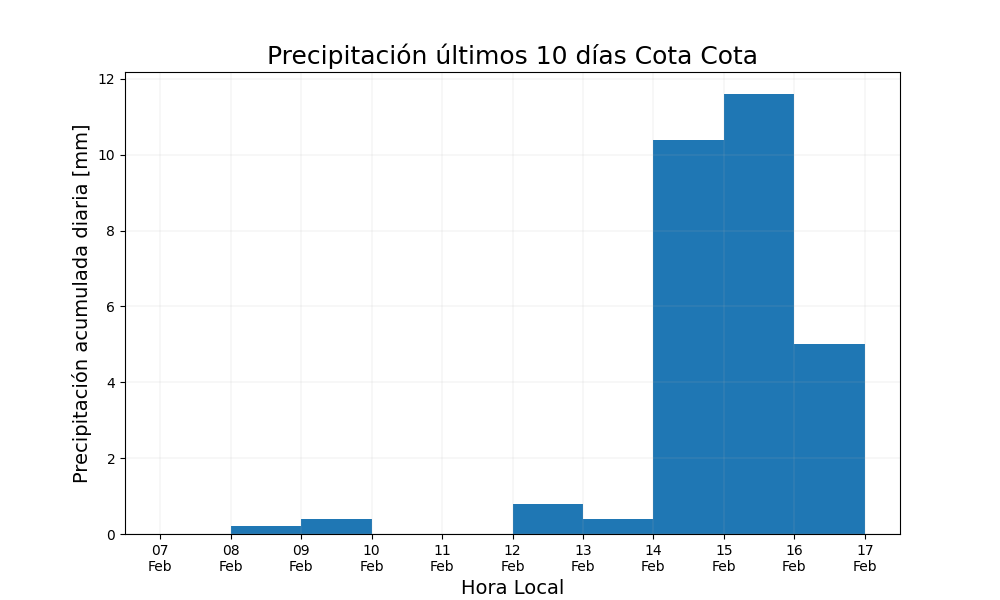 Precipitación últimos 10 días Cota Cota
Precipitación acumulada diaria [mm]
12
10
8
6
4
2
0
07 08 09 10 11 12 13 14 15 16 17
Feb Feb Feb Feb Feb Feb Feb Feb Feb Feb Feb
Hora Local